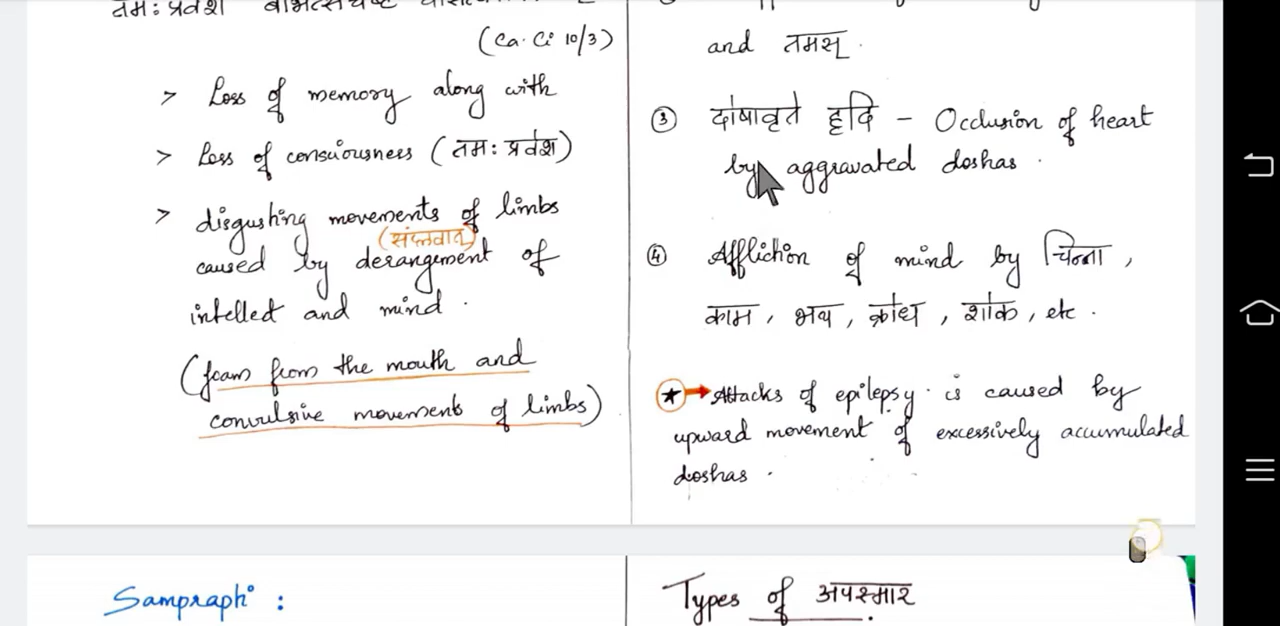 तमः प्रवेश
(Ca. Ci 10/3)
> Loss of memory along with
> Loss of consciousness (तमः प्रवेश)
> disgusting movements of limbs
(संप्लवात्)
caused by derangement of
intellect and mind.
(foam from the mouth and
convulsive movements of limbs)
and तमस्.
③ दोषावृते हृदि - Occlusion of heart
by aggravated doshas.
④ Affliction of mind by चिन्ता,
काम, भय, क्रोध, शोक, etc.
★→ Attacks of epilepsy is caused by
upward movement of excessively accumulated
doshas.
Sampraphi :
Types of अपस्मार.